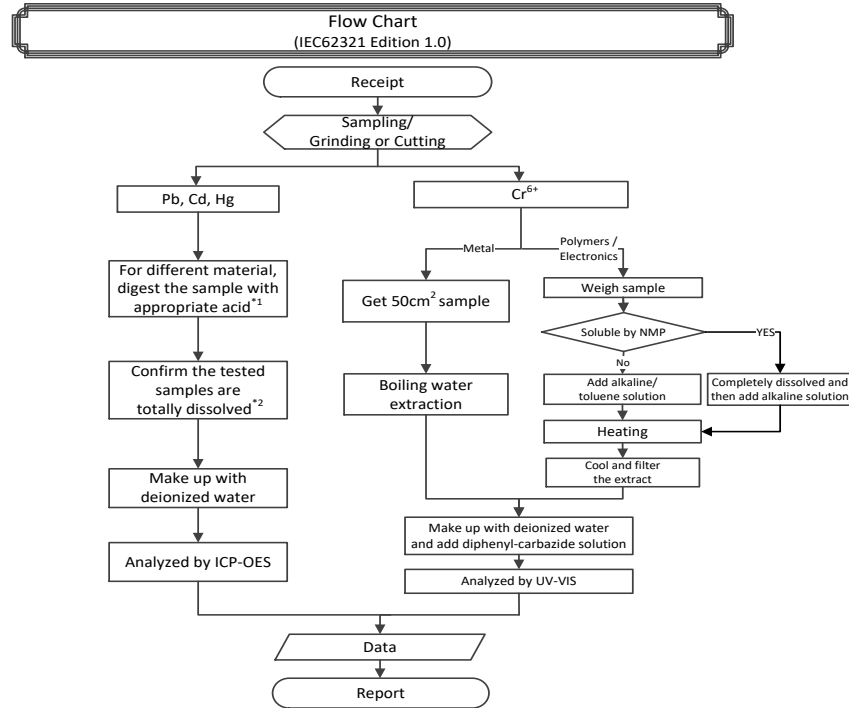 Flow Chart
(IEC62321 Edition 1.0)
Receipt
Sampling/
Grinding or Cutting
Pb, Cd, Hg
For different material,
digest the sample with
appropriate acid*1
Confirm the tested
samples are
totally dissolved*2
Make up with
deionized water
Analyzed by ICP-OES
Cr6+
Metal
Polymers /
Electronics
Get 50cm2 sample
Boiling water
extraction
Weigh sample
Soluble by NMP
YES
No
Add alkaline/
toluene solution
Completely dissolved and
then add alkaline solution
Heating
Cool and filter
the extract
Make up with deionized water
and add diphenyl-carbazide solution
Analyzed by UV-VIS
Data
Report